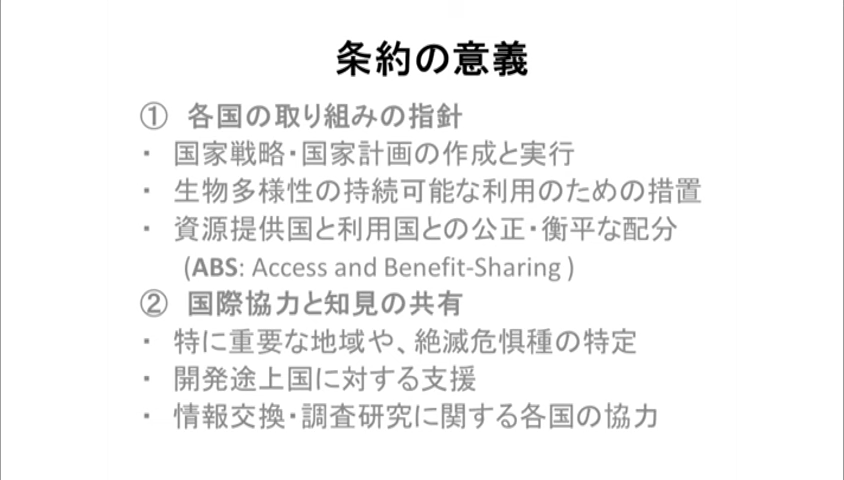 条約の意義
① 各国の取り組みの指針
・ 国家戦略・国家計画の作成と実行
・ 生物多様性の持続可能な利用のための措置
・ 資源提供国と利用国との公正・衡平な配分
(ABS: Access and Benefit-Sharing )
② 国際協力と知見の共有
・ 特に重要な地域や、絶滅危惧種の特定
・ 開発途上国に対する支援
・ 情報交換・調査研究に関する各国の協力